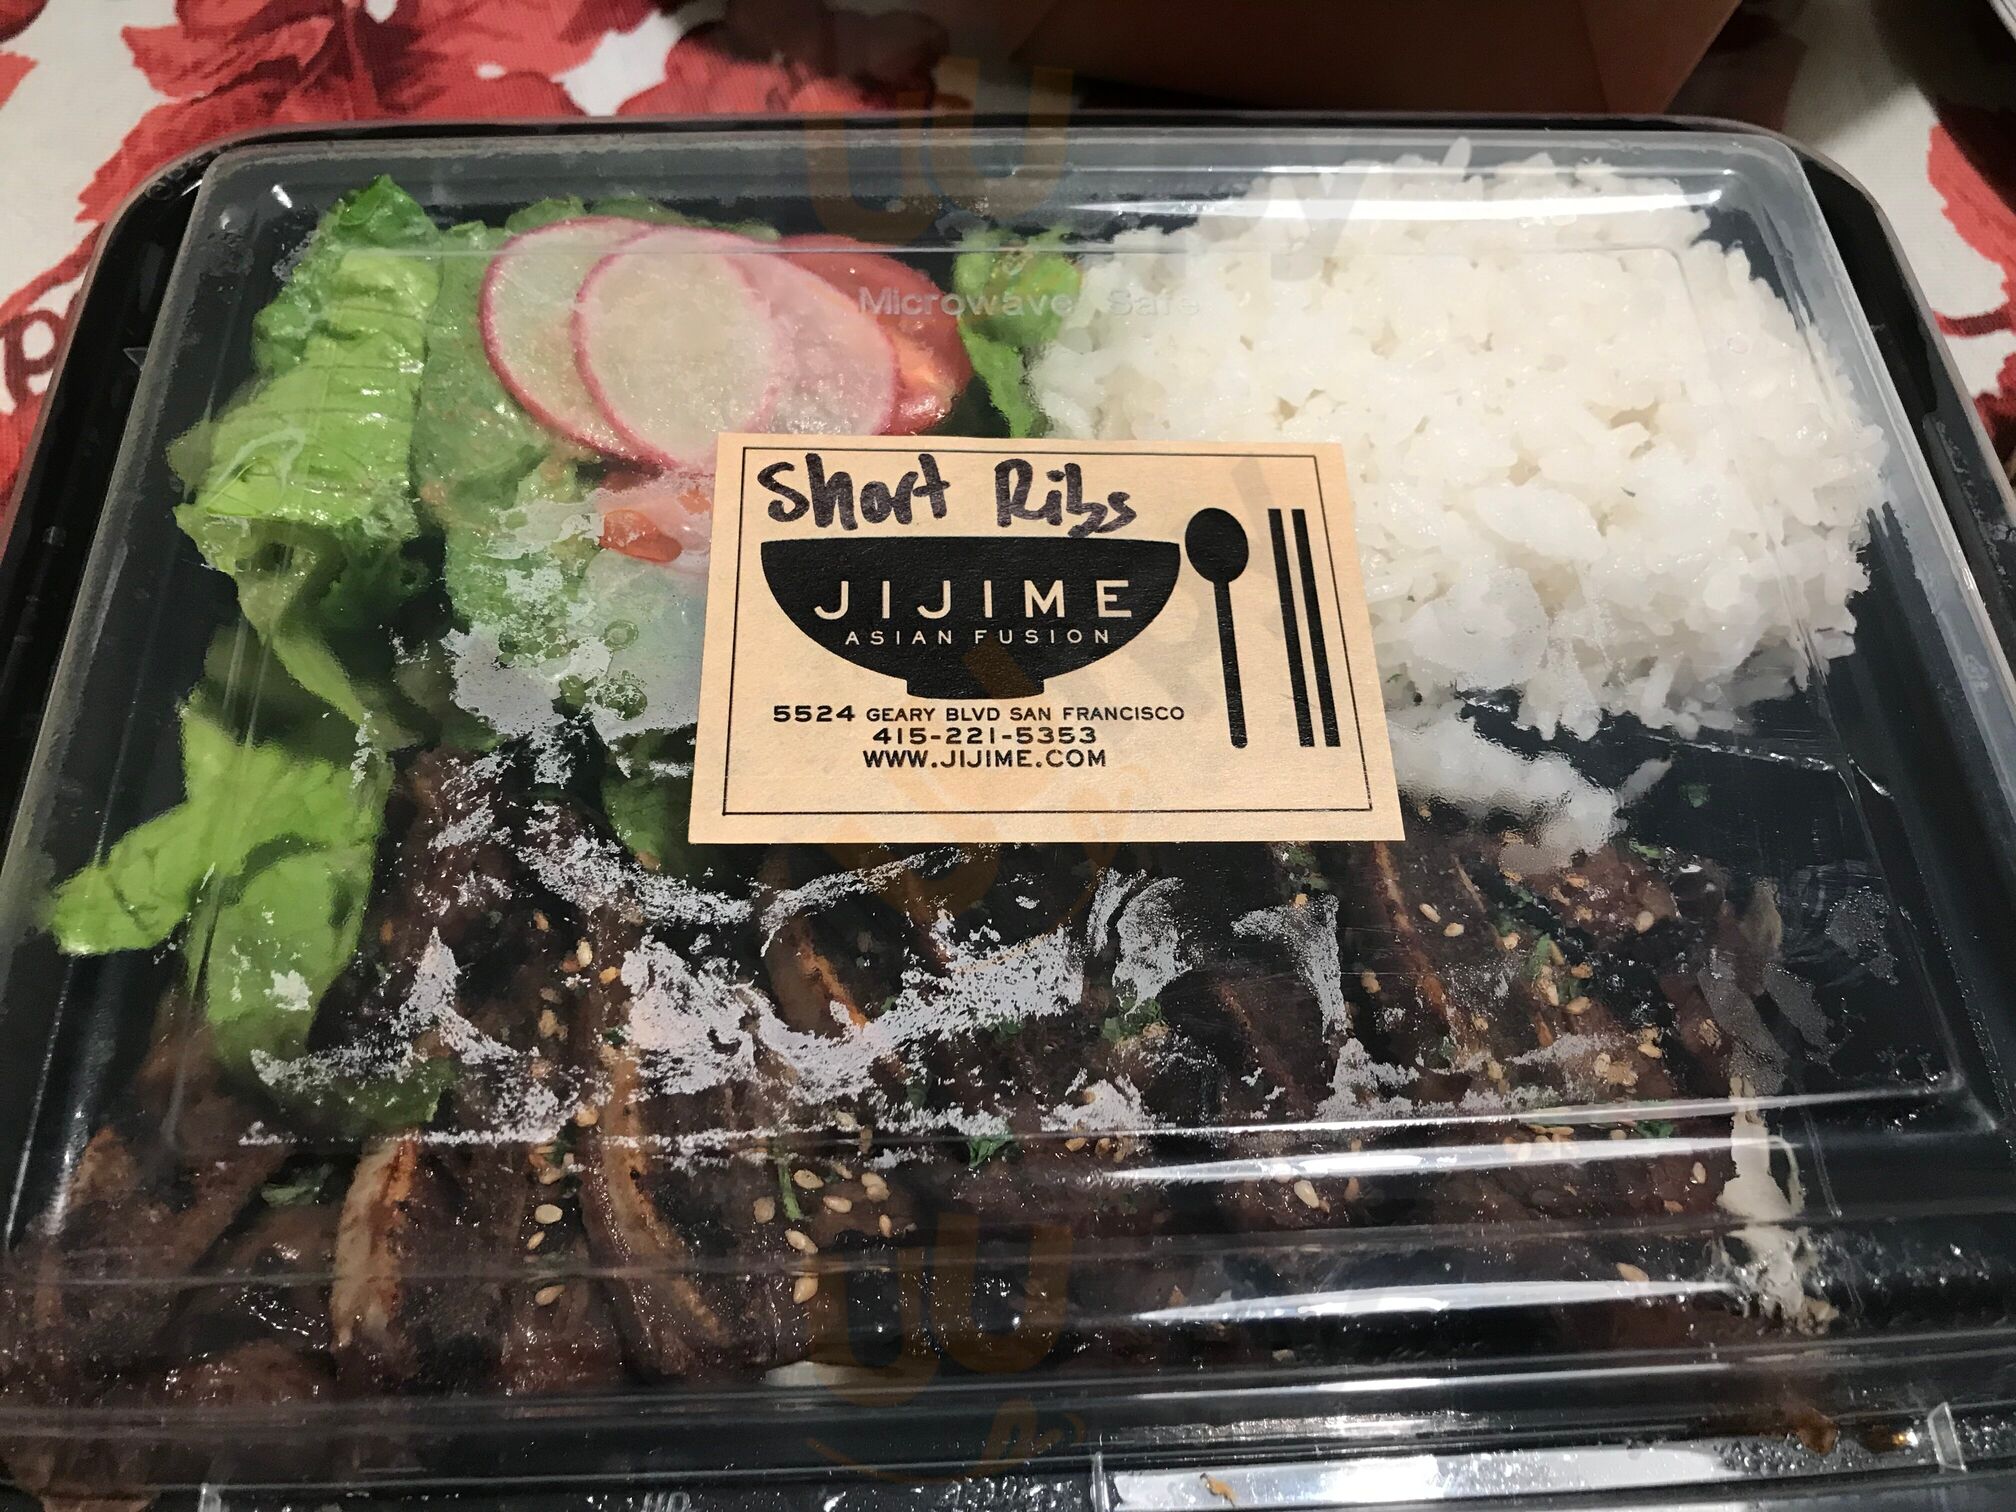 Microwave Safe
Short Ribs
JIJIME
ASIAN FUSION
5524 GEARY BLVD SAN FRANCISCO
415-221-5353
WWW.JIJIME.COM